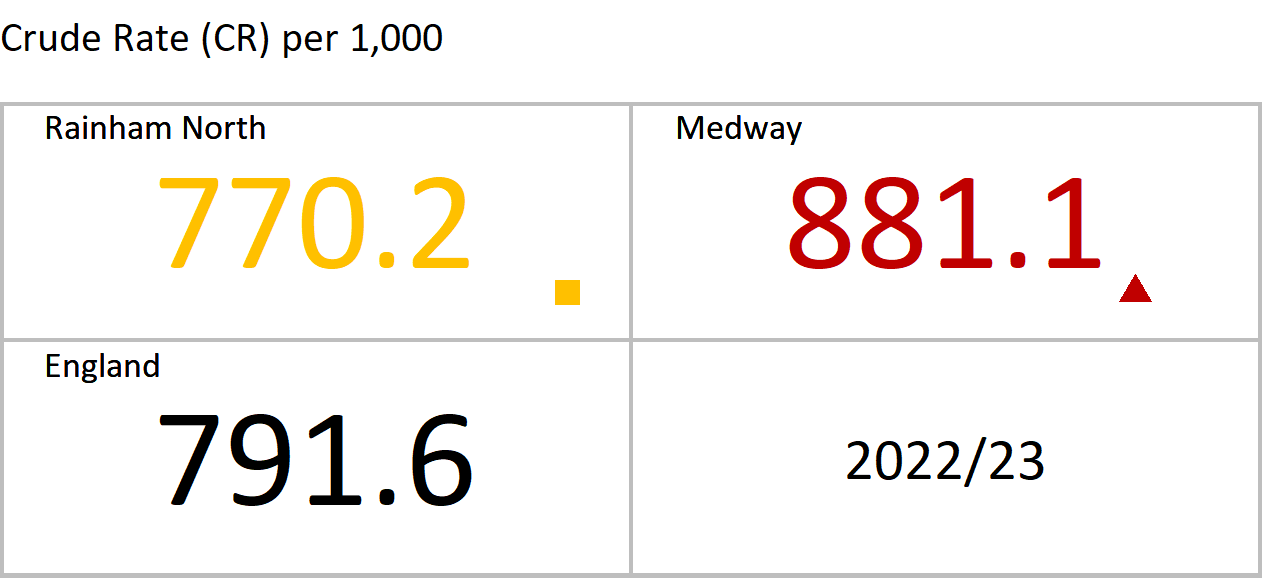 Crude Rate (CR) per 1,000
Rainham North
770.2
Medway
881.1
England
791.6
2022/23